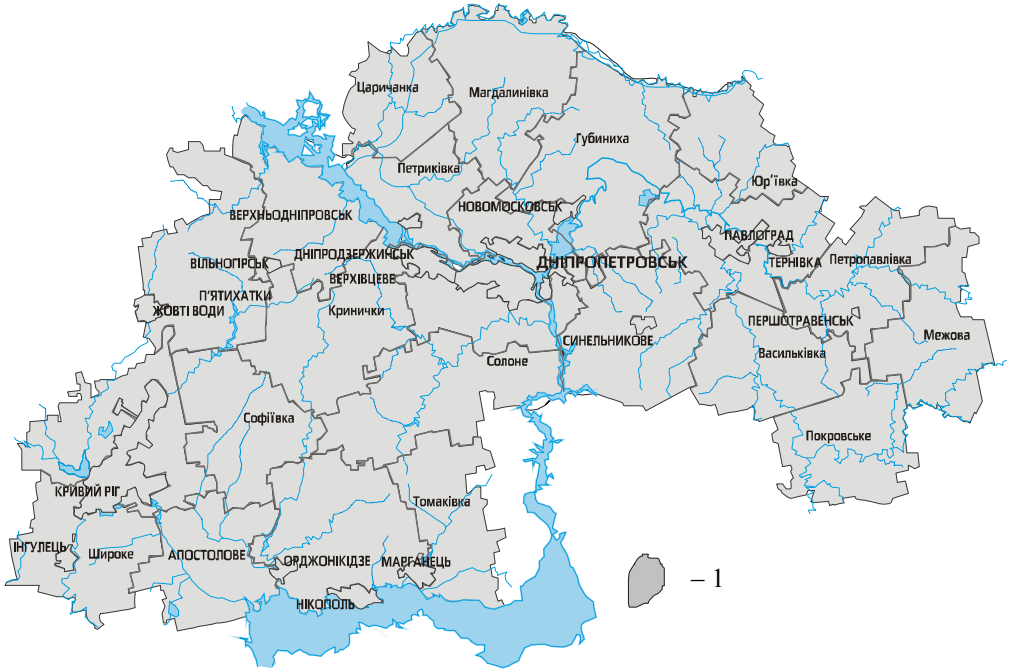 Царичанка
Магдалинівка
Губиниха
Петриківка
Юр'ївка
НОВОМОСКОВСЬК
ВЕРХНЬОДНІПРОВСЬК
ПАВЛОГРАД
ДНІПРОДЗЕРЖИНСЬК
ВІЛЬНОГІРСЬК
ДНІПРОПЕТРОВСЬК
ТЕРНІВКА
Петропавлівка
ВЕРХІВЦЕВЕ
П'ЯТИХАТКИ
ЖОВТІ ВОДИ
Кринички
ПЕРШОТРАВЕНСЬК
СИНЕЛЬНИКОВЕ
Межова
Васильківка
Солоне
Софіївка
Покровське
КРИВИЙ РІГ
Томаківка
ІНГУЛЕЦЬ
Широке
АПОСТОЛОВЕ
ОРДЖОНІКІДЗЕ
МАРГАНЕЦЬ
– 1
НІКОПОЛЬ